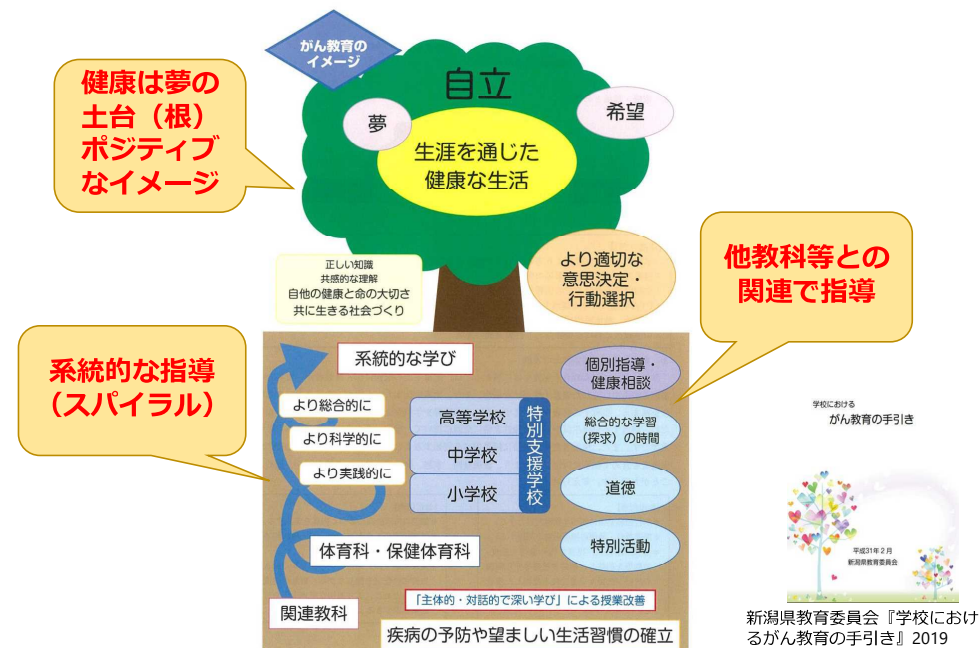 がん教育の
イメージ
健康は夢の
土台（根）
ポジティブ
なイメージ
自立
夢
希望
生涯を通じた
健康な生活
正しい知識
共感的な理解
自他の健康と命の大切さ
共に生きる社会づくり
より適切な
意思決定・
行動選択
他教科等との
関連で指導
系統的な指導
（スパイラル）
系統的な学び
より総合的に
より科学的に
より実践的に
高等学校
中学校
小学校
特別支援学校
個別指導・
健康相談
総合的な学習
（探求）の時間
道徳
特別活動
体育科・保健体育科
関連教科
「主体的・対話的で深い学び」による授業改善
疾病の予防や望ましい生活習慣の確立
学校における
がん教育の手引き
平成31年２月
新潟県教育委員会
新潟県教育委員会『学校におけ
るがん教育の手引き』2019